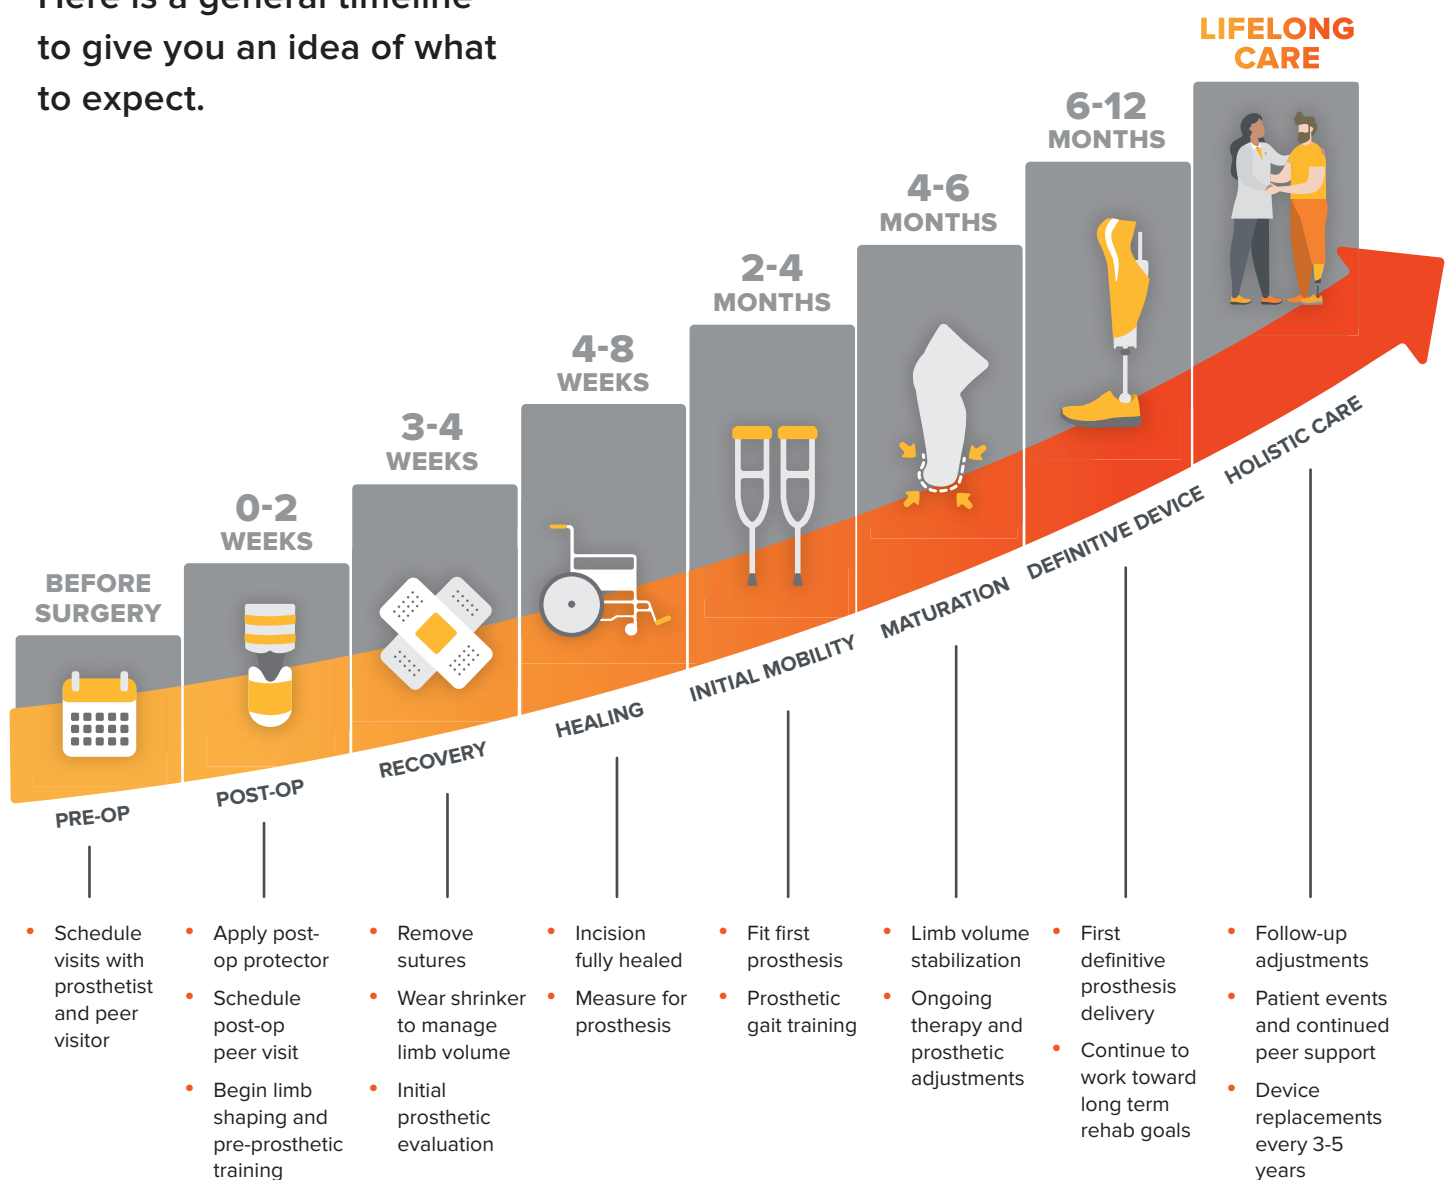 Here is a general timeline
to give you an idea of what
to expect.
LIFELONG
CARE
6-12
MONTHS
4-6
MONTHS
2-4
MONTHS
4-8
WEEKS
3-4
WEEKS
0-2
WEEKS
BEFORE
SURGERY
PRE-OP
POST-OP
RECOVERY
HEALING
INITIAL MOBILITY
MATURATION
DEFINITIVE DEVICE
HOLISTIC CARE
• Schedule
visits with
prosthetist
and peer
visitor
• Apply post-
op protector
• Schedule
post-op
peer visit
• Begin limb
shaping and
pre-prosthetic
training
• Remove
sutures
• Wear shrinker
to manage
limb volume
• Initial
prosthetic
evaluation
• Incision
fully healed
• Measure for
prosthesis
• Fit first
prosthesis
• Prosthetic
gait training
• Limb volume
stabilization
• Ongoing
therapy and
prosthetic
adjustments
• First
definitive
prosthesis
delivery
• Continue to
work toward
long term
rehab goals
• Follow-up
adjustments
• Patient events
and continued
peer support
• Device
replacements
every 3-5
years